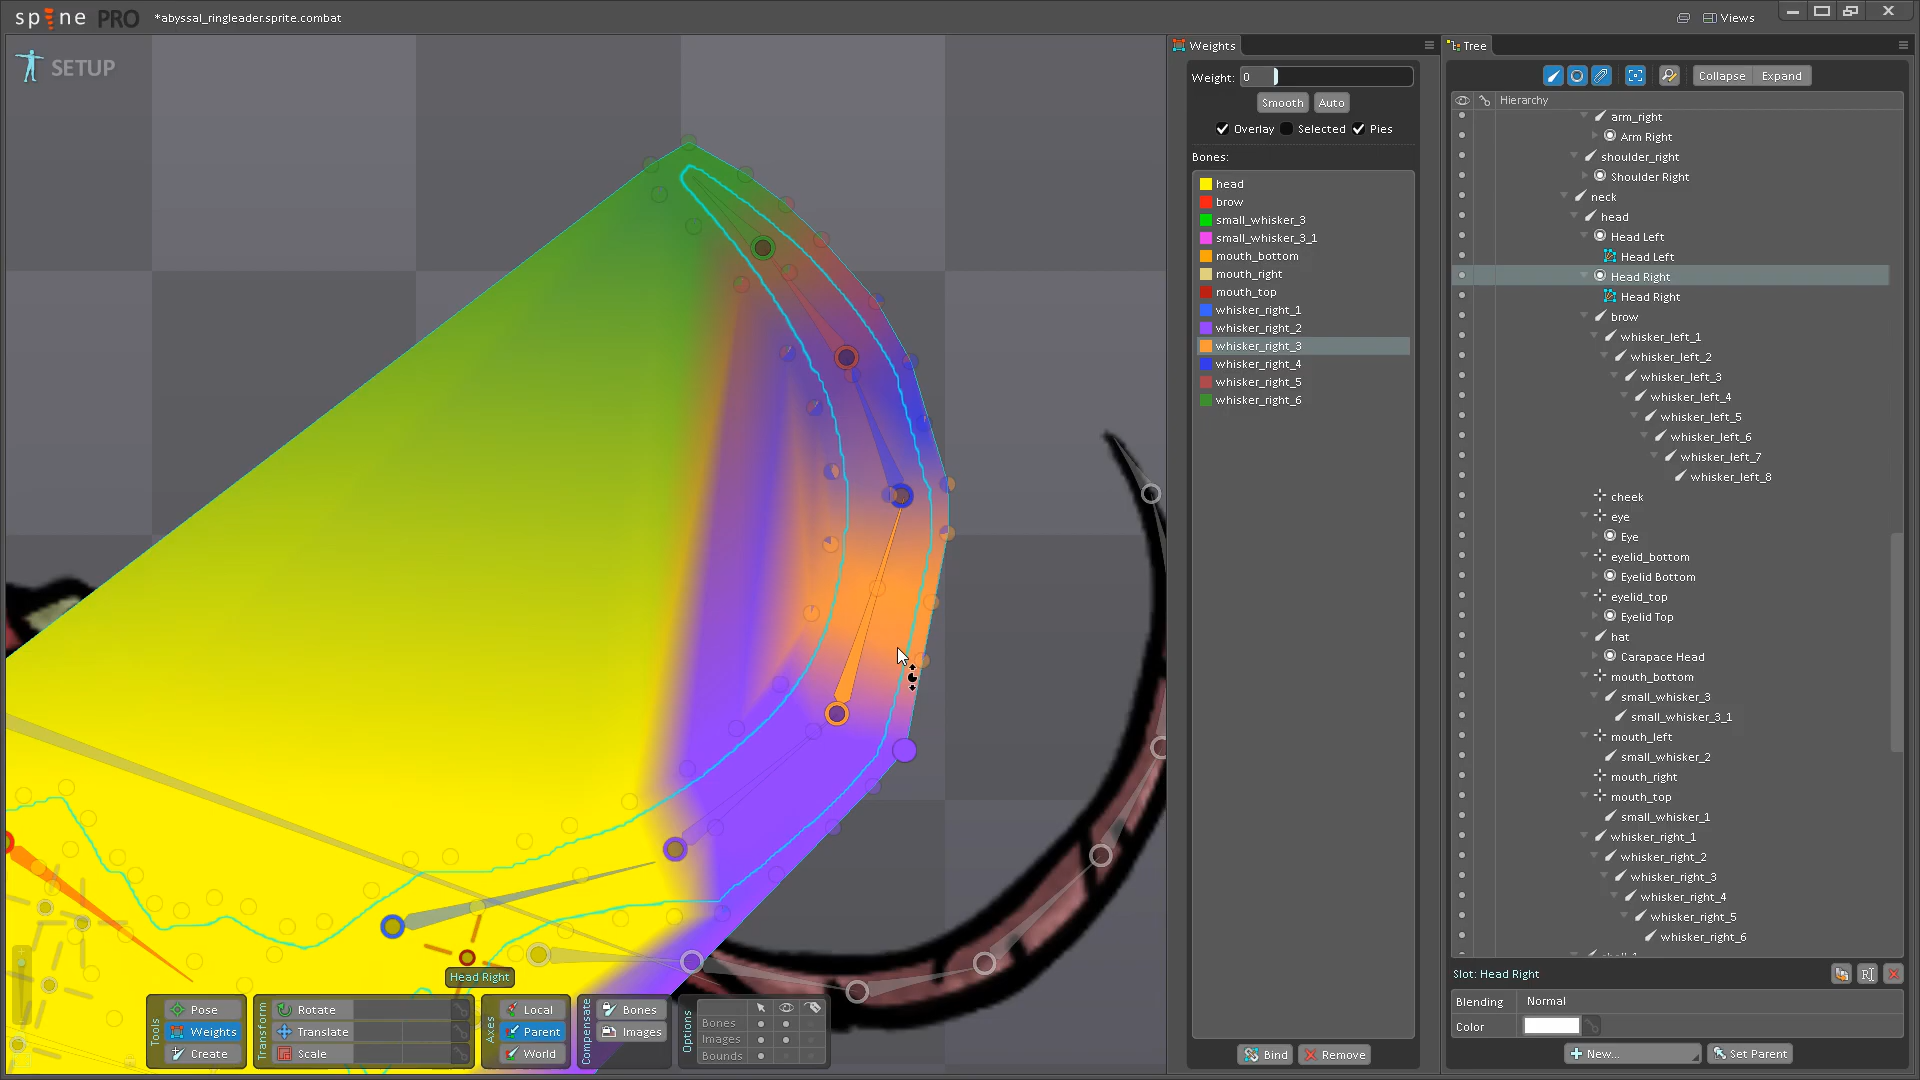 spine PRO *abyssal_ringleader.sprite.combat
Views
SETUP
Weights
Weight: 0
Smooth Auto
Overlay Selected Pies
Bones:
head
brow
small_whisker_3
small_whisker_3_1
mouth_bottom
mouth_right
mouth_top
whisker_right_1
whisker_right_2
whisker_right_3
whisker_right_4
whisker_right_5
whisker_right_6
Bind Remove
Tree
Collapse Expand
Hierarchy
arm_right
Arm Right
shoulder_right
Shoulder Right
neck
head
Head Left
Head Left
Head Right
Head Right
brow
whisker_left_1
whisker_left_2
whisker_left_3
whisker_left_4
whisker_left_5
whisker_left_6
whisker_left_7
whisker_left_8
cheek
eye
Eye
eyelid_bottom
Eyelid Bottom
eyelid_top
Eyelid Top
hat
Carapace Head
mouth_bottom
small_whisker_3
small_whisker_3_1
mouth_left
small_whisker_2
mouth_right
mouth_top
small_whisker_1
whisker_right_1
whisker_right_2
whisker_right_3
whisker_right_4
whisker_right_5
whisker_right_6
Slot: Head Right
Blending Normal
Color
New... Set Parent
Head Right
Tools
Pose
Weights
Create
Transform
Rotate
Translate
Scale
Axes
Local
Parent
World
Compensate
Bones
Images
Options
Bones
Images
Bounds